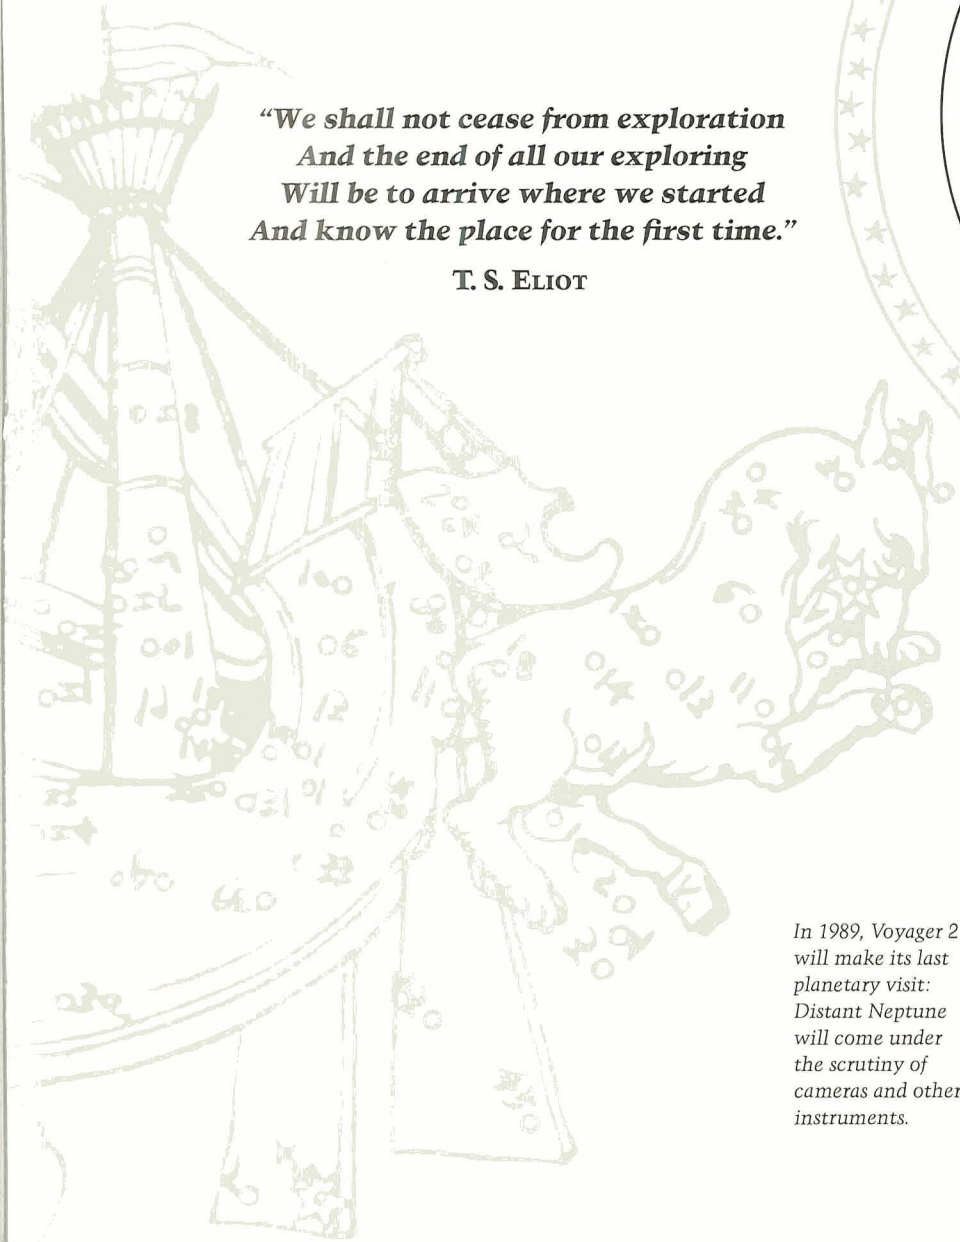 “We shall not cease from exploration
And the end of all our exploring
Will be to arrive where we started
And know the place for the first time.”
T. S. Eliot
In 1989, Voyager 2
will make its last
planetary visit:
Distant Neptune
will come under
the scrutiny of
cameras and other
instruments.